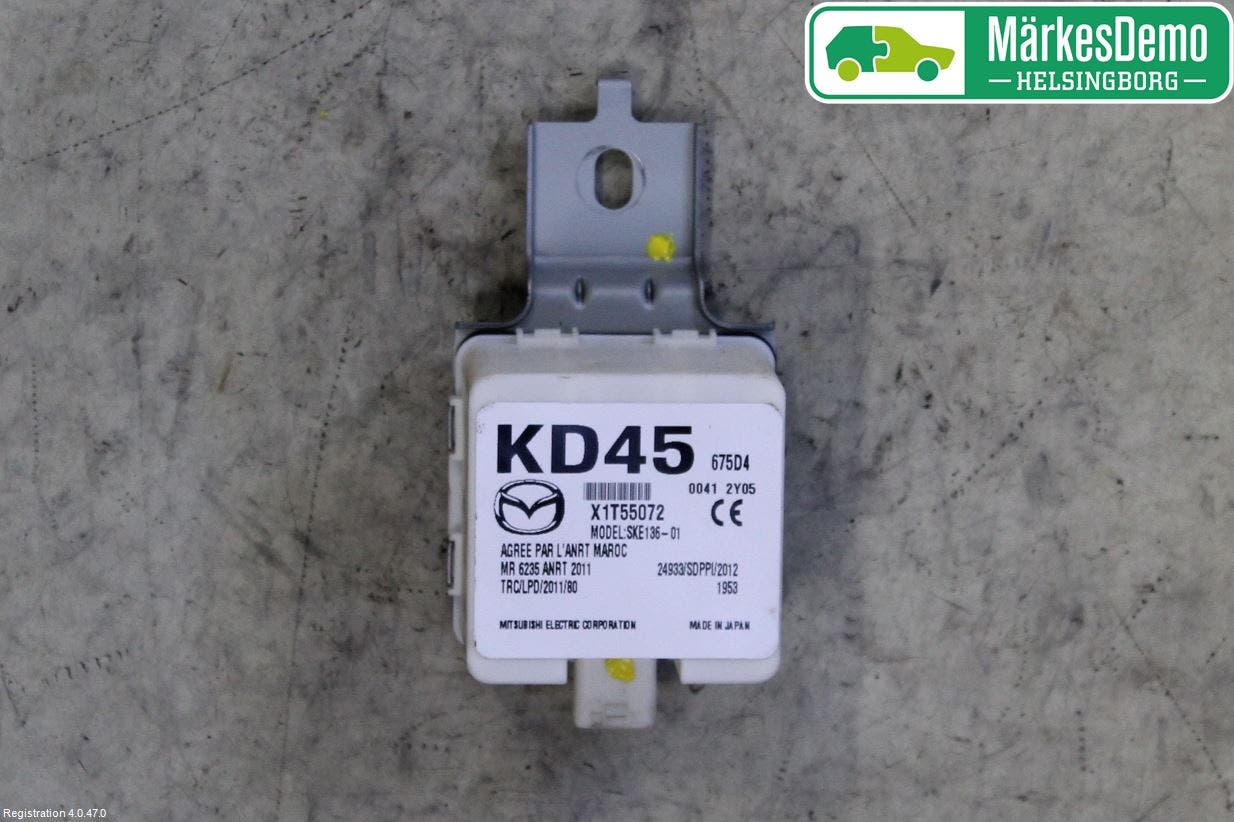 MärkesDemo
HELSINGBORG
KD45 675D4
0041 2Y05
X1T55072
CE
MODEL:SKE136-01
AGREE PAR L'ANRT MAROC
MR 6235 ANRT 2011 24933/SDPPI/2012
TRC/LPD/2011/80 1953
MITSUBISHI ELECTRIC CORPORATION MADE IN JAPAN
Registration 4.0.47.0